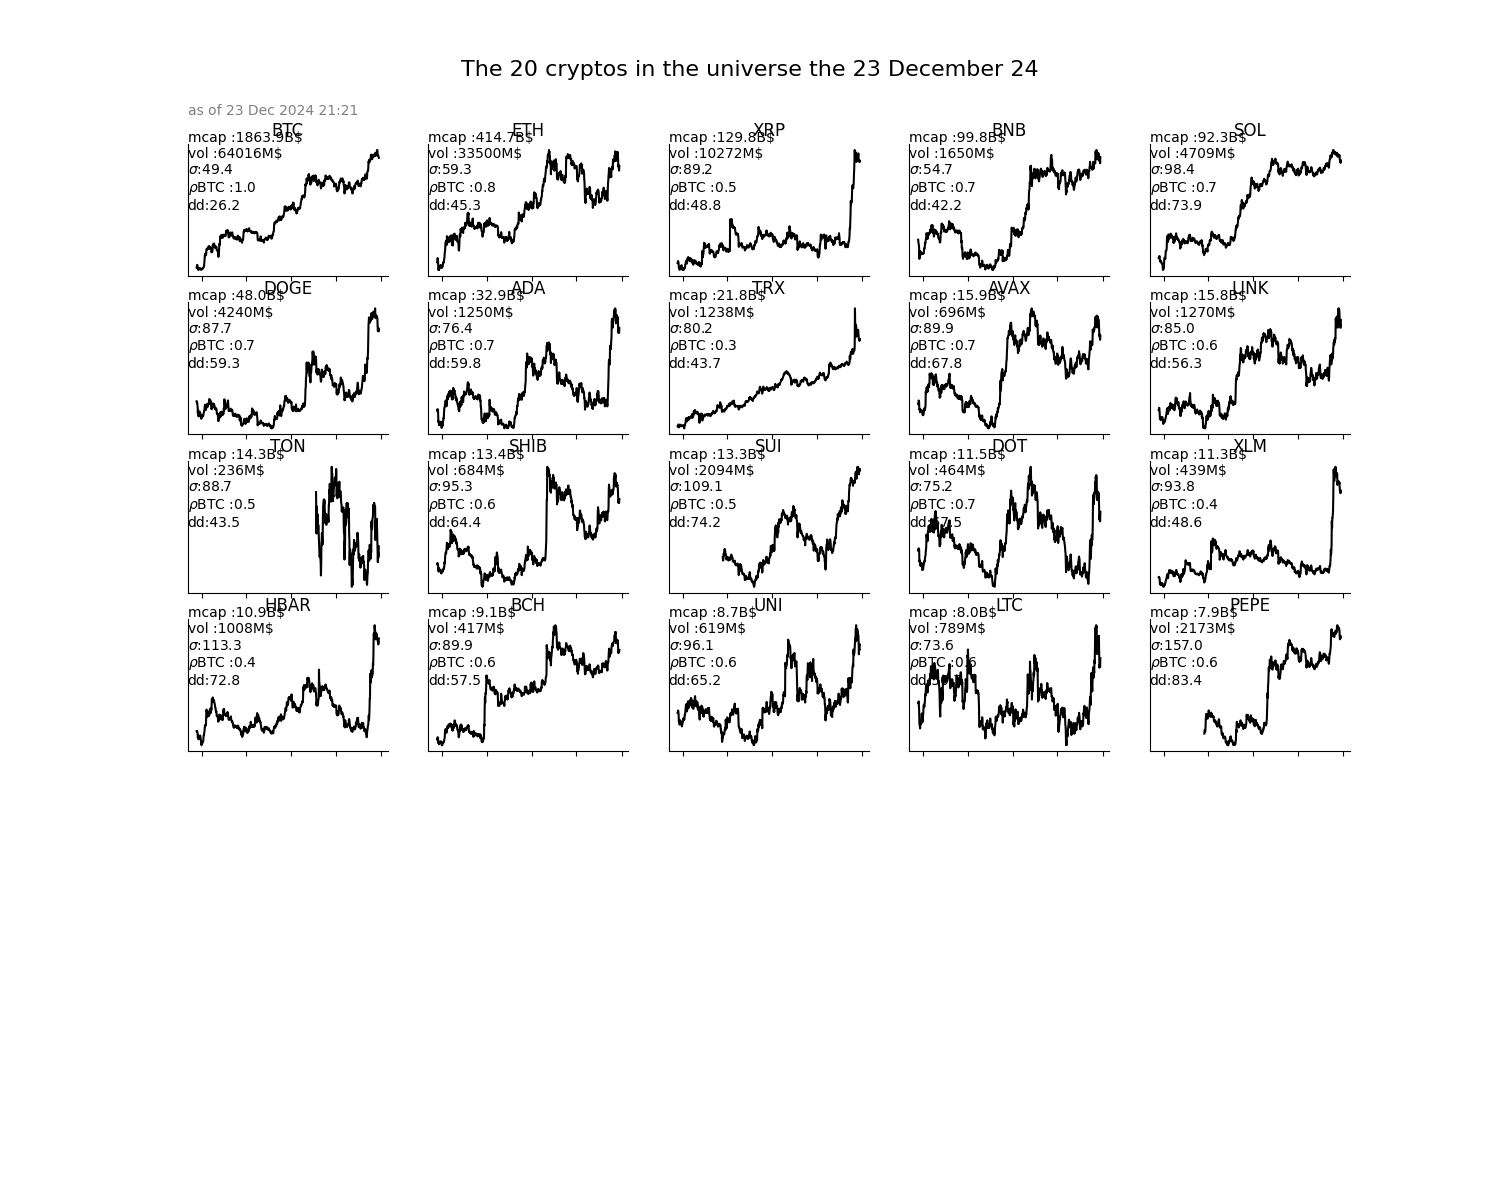 The 20 cryptos in the universe the 23 December 24
as of 23 Dec 2024 21:21
BTC
mcap :1863.9B$
vol :64016M$
σ:49.4
ρBTC :1.0
dd:26.2
ETH
mcap :414.7B$
vol :33500M$
σ:59.3
ρBTC :0.8
dd:45.3
XRP
mcap :129.8B$
vol :10272M$
σ:89.2
ρBTC :0.5
dd:48.8
BNB
mcap :99.8B$
vol :1650M$
σ:54.7
ρBTC :0.7
dd:42.2
SOL
mcap :92.3B$
vol :4709M$
σ:98.4
ρBTC :0.7
dd:73.9
DOGE
mcap :48.0B$
vol :4240M$
σ:87.7
ρBTC :0.7
dd:59.3
ADA
mcap :32.9B$
vol :1250M$
σ:76.4
ρBTC :0.7
dd:59.8
TRX
mcap :21.8B$
vol :1238M$
σ:80.2
ρBTC :0.3
dd:43.7
AVAX
mcap :15.9B$
vol :696M$
σ:89.9
ρBTC :0.7
dd:67.8
LINK
mcap :15.8B$
vol :1270M$
σ:85.0
ρBTC :0.6
dd:56.3
TON
mcap :14.3B$
vol :236M$
σ:88.7
ρBTC :0.5
dd:43.5
SHIB
mcap :13.4B$
vol :684M$
σ:95.3
ρBTC :0.6
dd:64.4
SUI
mcap :13.3B$
vol :2094M$
σ:109.1
ρBTC :0.5
dd:74.2
DOT
mcap :11.5B$
vol :464M$
σ:75.2
ρBTC :0.7
XLM
mcap :11.3B$
vol :439M$
σ:93.8
ρBTC :0.4
dd:48.6
HBAR
mcap :10.9B$
vol :1008M$
σ:113.3
ρBTC :0.4
dd:72.8
BCH
mcap :9.1B$
vol :417M$
σ:89.9
ρBTC :0.6
dd:57.5
UNI
mcap :8.7B$
vol :619M$
σ:96.1
ρBTC :0.6
dd:65.2
LTC
mcap :8.0B$
vol :789M$
σ:73.6
ρBTC :0.6
PEPE
mcap :7.9B$
vol :2173M$
σ:157.0
ρBTC :0.6
dd:83.4